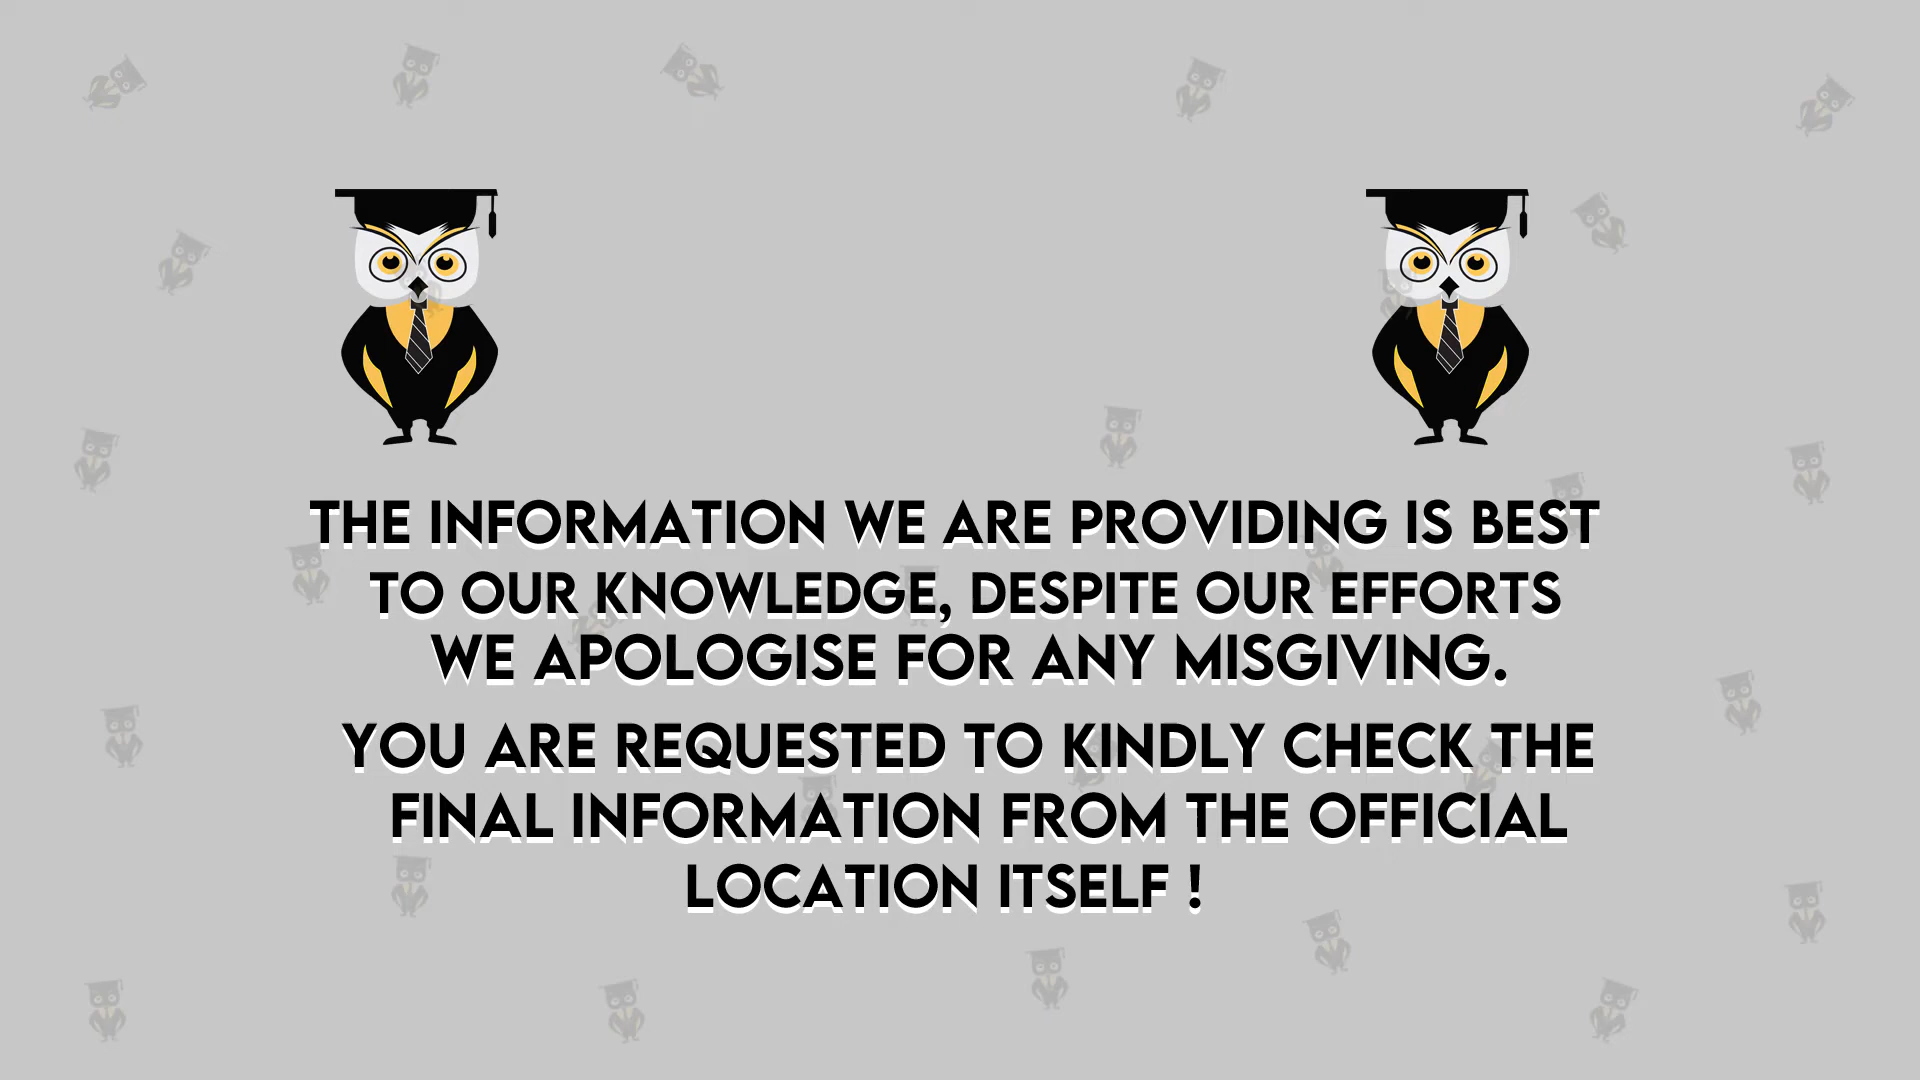 THE INFORMATION WE ARE PROVIDING IS BEST
TO OUR KNOWLEDGE, DESPITE OUR EFFORTS
WE APOLOGISE FOR ANY MISGIVING.
YOU ARE REQUESTED TO KINDLY CHECK THE
FINAL INFORMATION FROM THE OFFICIAL
LOCATION ITSELF !